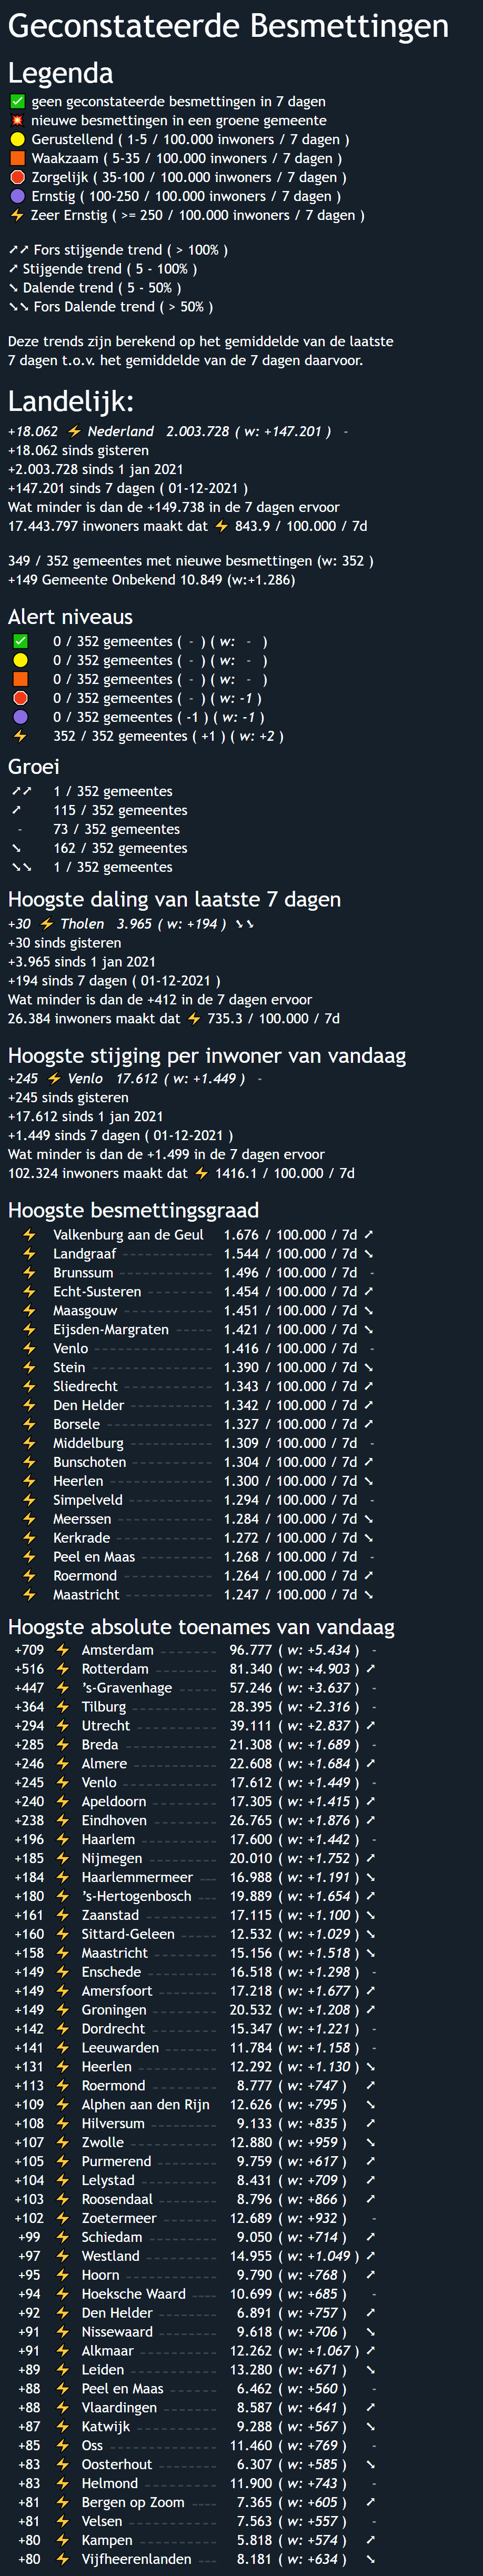 Geconstateerde Besmettingen
Legenda
✅ geen geconstateerde besmettingen in 7 dagen
💥 nieuwe besmettingen in een groene gemeente
🟡 Gerustellend ( 1-5 / 100.000 inwoners / 7 dagen )
🟧 Waakzaam ( 5-35 / 100.000 inwoners / 7 dagen )
🛑 Zorgelijk ( 35-100 / 100.000 inwoners / 7 dagen )
🟣 Ernstig ( 100-250 / 100.000 inwoners / 7 dagen )
⚡ Zeer Ernstig ( >= 250 / 100.000 inwoners / 7 dagen )
➚➚ Fors stijgende trend ( > 100% )
➚ Stijgende trend ( 5 - 100% )
➘ Dalende trend ( 5 - 50% )
➘➘ Fors Dalende trend ( > 50% )
Deze trends zijn berekend op het gemiddelde van de laatste
7 dagen t.o.v. het gemiddelde van de 7 dagen daarvoor.
Landelijk:
+18.062 ⚡ Nederland 2.003.728 ( w: +147.201 ) -
+18.062 sinds gisteren
+2.003.728 sinds 1 jan 2021
+147.201 sinds 7 dagen ( 01-12-2021 )
Wat minder is dan de +149.738 in de 7 dagen ervoor
17.443.797 inwoners maakt dat ⚡ 843.9 / 100.000 / 7d
349 / 352 gemeentes met nieuwe besmettingen (w: 352 )
+149 Gemeente Onbekend 10.849 (w:+1.286)
Alert niveaus
✅ 0 / 352 gemeentes ( - ) ( w: - )
🟡 0 / 352 gemeentes ( - ) ( w: - )
🟧 0 / 352 gemeentes ( - ) ( w: - )
🛑 0 / 352 gemeentes ( - ) ( w: -1 )
🟣 0 / 352 gemeentes ( -1 ) ( w: -1 )
⚡ 352 / 352 gemeentes ( +1 ) ( w: +2 )
Groei
➚➚ 1 / 352 gemeentes
➚ 115 / 352 gemeentes
- 73 / 352 gemeentes
➘ 162 / 352 gemeentes
➘➘ 1 / 352 gemeentes
Hoogste daling van laatste 7 dagen
+30 ⚡ Tholen 3.965 ( w: +194 ) ➘➘
+30 sinds gisteren
+3.965 sinds 1 jan 2021
+194 sinds 7 dagen ( 01-12-2021 )
Wat minder is dan de +412 in de 7 dagen ervoor
26.384 inwoners maakt dat ⚡ 735.3 / 100.000 / 7d
Hoogste stijging per inwoner van vandaag
+245 ⚡ Venlo 17.612 ( w: +1.449 ) -
+245 sinds gisteren
+17.612 sinds 1 jan 2021
+1.449 sinds 7 dagen ( 01-12-2021 )
Wat minder is dan de +1.499 in de 7 dagen ervoor
102.324 inwoners maakt dat ⚡ 1416.1 / 100.000 / 7d
Hoogste besmettingsgraad
⚡ Valkenburg aan de Geul 1.676 / 100.000 / 7d ➚
⚡ Landgraaf 1.544 / 100.000 / 7d ➘
⚡ Brunssum 1.496 / 100.000 / 7d -
⚡ Echt-Susteren 1.454 / 100.000 / 7d ➚
⚡ Maasgouw 1.451 / 100.000 / 7d ➘
⚡ Eijsden-Margraten 1.421 / 100.000 / 7d ➘
⚡ Venlo 1.416 / 100.000 / 7d -
⚡ Stein 1.390 / 100.000 / 7d ➘
⚡ Sliedrecht 1.343 / 100.000 / 7d ➚
⚡ Den Helder 1.342 / 100.000 / 7d ➚
⚡ Borsele 1.327 / 100.000 / 7d ➚
⚡ Middelburg 1.309 / 100.000 / 7d -
⚡ Bunschoten 1.304 / 100.000 / 7d ➚
⚡ Heerlen 1.300 / 100.000 / 7d ➘
⚡ Simpelveld 1.294 / 100.000 / 7d -
⚡ Meerssen 1.284 / 100.000 / 7d ➘
⚡ Kerkrade 1.272 / 100.000 / 7d ➘
⚡ Peel en Maas 1.268 / 100.000 / 7d -
⚡ Roermond 1.264 / 100.000 / 7d ➚
⚡ Maastricht 1.247 / 100.000 / 7d ➘
Hoogste absolute toenames van vandaag
+709 ⚡ Amsterdam 96.777 ( w: +5.434 ) -
+516 ⚡ Rotterdam 81.340 ( w: +4.903 ) ➚
+447 ⚡ 's-Gravenhage 57.246 ( w: +3.637 ) -
+364 ⚡ Tilburg 28.395 ( w: +2.316 ) -
+294 ⚡ Utrecht 39.111 ( w: +2.837 ) ➚
+285 ⚡ Breda 21.308 ( w: +1.689 ) -
+246 ⚡ Almere 22.608 ( w: +1.684 ) ➚
+245 ⚡ Venlo 17.612 ( w: +1.449 ) -
+240 ⚡ Apeldoorn 17.305 ( w: +1.415 ) ➚
+238 ⚡ Eindhoven 26.765 ( w: +1.876 ) ➚
+196 ⚡ Haarlem 17.600 ( w: +1.442 ) -
+185 ⚡ Nijmegen 20.010 ( w: +1.752 ) ➚
+184 ⚡ Haarlemmermeer 16.988 ( w: +1.191 ) ➘
+180 ⚡ 's-Hertogenbosch 19.889 ( w: +1.654 ) ➚
+161 ⚡ Zaanstad 17.115 ( w: +1.100 ) ➘
+160 ⚡ Sittard-Geleen 12.532 ( w: +1.029 ) ➘
+158 ⚡ Maastricht 15.156 ( w: +1.518 ) ➘
+149 ⚡ Enschede 16.518 ( w: +1.298 ) -
+149 ⚡ Amersfoort 17.218 ( w: +1.677 ) ➚
+149 ⚡ Groningen 20.532 ( w: +1.208 ) ➚
+142 ⚡ Dordrecht 15.347 ( w: +1.221 ) -
+141 ⚡ Leeuwarden 11.784 ( w: +1.158 ) -
+131 ⚡ Heerlen 12.292 ( w: +1.130 ) ➘
+113 ⚡ Roermond 8.777 ( w: +747 ) ➚
+109 ⚡ Alphen aan den Rijn 12.626 ( w: +795 ) ➘
+108 ⚡ Hilversum 9.133 ( w: +835 ) ➚
+107 ⚡ Zwolle 12.880 ( w: +959 ) ➘
+105 ⚡ Purmerend 9.759 ( w: +617 ) ➚
+104 ⚡ Lelystad 8.431 ( w: +709 ) ➚
+103 ⚡ Roosendaal 8.796 ( w: +866 ) ➚
+102 ⚡ Zoetermeer 12.689 ( w: +932 ) -
+99 ⚡ Schiedam 9.050 ( w: +714 ) ➚
+97 ⚡ Westland 14.955 ( w: +1.049 ) ➚
+95 ⚡ Hoorn 9.790 ( w: +768 ) ➚
+94 ⚡ Hoeksche Waard 10.699 ( w: +685 ) -
+92 ⚡ Den Helder 6.891 ( w: +757 ) ➚
+91 ⚡ Nissewaard 9.618 ( w: +706 ) ➘
+91 ⚡ Alkmaar 12.262 ( w: +1.067 ) ➚
+89 ⚡ Leiden 13.280 ( w: +671 ) ➘
+88 ⚡ Peel en Maas 6.462 ( w: +560 ) -
+88 ⚡ Vlaardingen 8.587 ( w: +641 ) ➚
+87 ⚡ Katwijk 9.288 ( w: +567 ) ➘
+85 ⚡ Oss 11.460 ( w: +769 ) -
+83 ⚡ Oosterhout 6.307 ( w: +585 ) ➘
+83 ⚡ Helmond 11.900 ( w: +743 ) -
+81 ⚡ Bergen op Zoom 7.365 ( w: +605 ) ➚
+81 ⚡ Velsen 7.563 ( w: +557 ) -
+80 ⚡ Kampen 5.818 ( w: +574 ) ➚
+80 ⚡ Vijfheerenlanden 8.181 ( w: +634 ) ➘